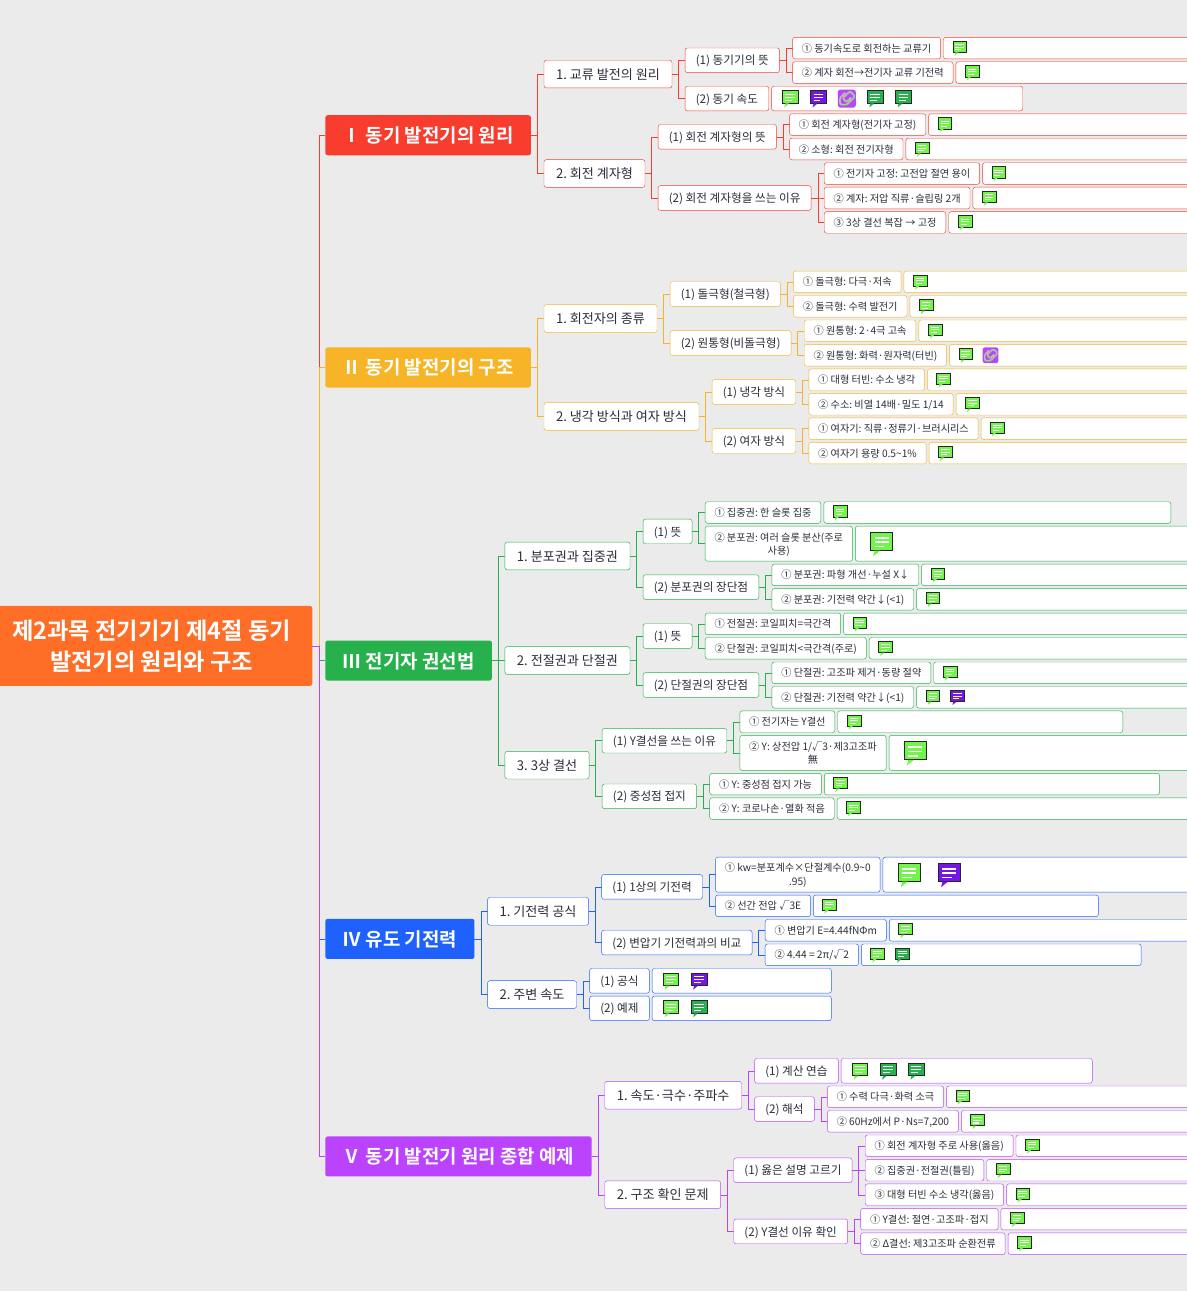 제2과목 전기기기 제4절 동기
발전기의 원리와 구조
Ⅰ 동기 발전기의 원리
1. 교류 발전의 원리
(1) 동기기의 뜻
① 동기속도로 회전하는 교류기
② 계자 회전→전기자 교류 기전력
(2) 동기 속도
2. 회전 계자형
(1) 회전 계자형의 뜻
① 회전 계자형(전기자 고정)
② 소형: 회전 전기자형
(2) 회전 계자형을 쓰는 이유
① 전기자 고정: 고전압 절연 용이
② 계자: 저압 직류·슬립링 2개
③ 3상 결선 복잡 → 고정
II 동기 발전기의 구조
1. 회전자의 종류
(1) 돌극형(철극형)
① 돌극형: 다극·저속
② 돌극형: 수력 발전기
(2) 원통형(비돌극형)
① 원통형: 2·4극 고속
② 원통형: 화력·원자력(터빈)
2. 냉각 방식과 여자 방식
(1) 냉각 방식
① 대형 터빈: 수소 냉각
② 수소: 비열 14배·밀도 1/14
(2) 여자 방식
① 여자기: 직류·정류기·브러시리스
② 여자기 용량 0.5~1%
III 전기자 권선법
1. 분포권과 집중권
(1) 뜻
① 집중권: 한 슬롯 집중
② 분포권: 여러 슬롯 분산(주로
사용)
(2) 분포권의 장단점
① 분포권: 파형 개선·누설 X↓
② 분포권: 기전력 약간↓(<1)
2. 전절권과 단절권
(1) 뜻
① 전절권: 코일피치=극간격
② 단절권: 코일피치<극간격(주로)
(2) 단절권의 장단점
① 단절권: 고조파 제거·동량 절약
② 단절권: 기전력 약간↓(<1)
3. 3상 결선
(1) Y결선을 쓰는 이유
① 전기자는 Y결선
② Y: 상전압 1/√3·제3고조파
無
(2) 중성점 접지
① Y: 중성점 접지 가능
② Y: 코로나손·열화 적음
IV 유도 기전력
1. 기전력 공식
(1) 1상의 기전력
① kw=분포계수×단절계수(0.9~0
.95)
② 선간 전압 √3E
(2) 변압기 기전력과의 비교
① 변압기 E=4.44fNΦm
② 4.44 = 2π/√2
2. 주변 속도
(1) 공식
(2) 예제
V 동기 발전기 원리 종합 예제
1. 속도·극수·주파수
(1) 계산 연습
(2) 해석
① 수력 다극·화력 소극
② 60Hz에서 P·Ns=7,200
2. 구조 확인 문제
(1) 옳은 설명 고르기
① 회전 계자형 주로 사용(옳음)
② 집중권·전절권(틀림)
③ 대형 터빈 수소 냉각(옳음)
(2) Y결선 이유 확인
① Y결선: 절연·고조파·접지
② Δ결선: 제3고조파 순환전류